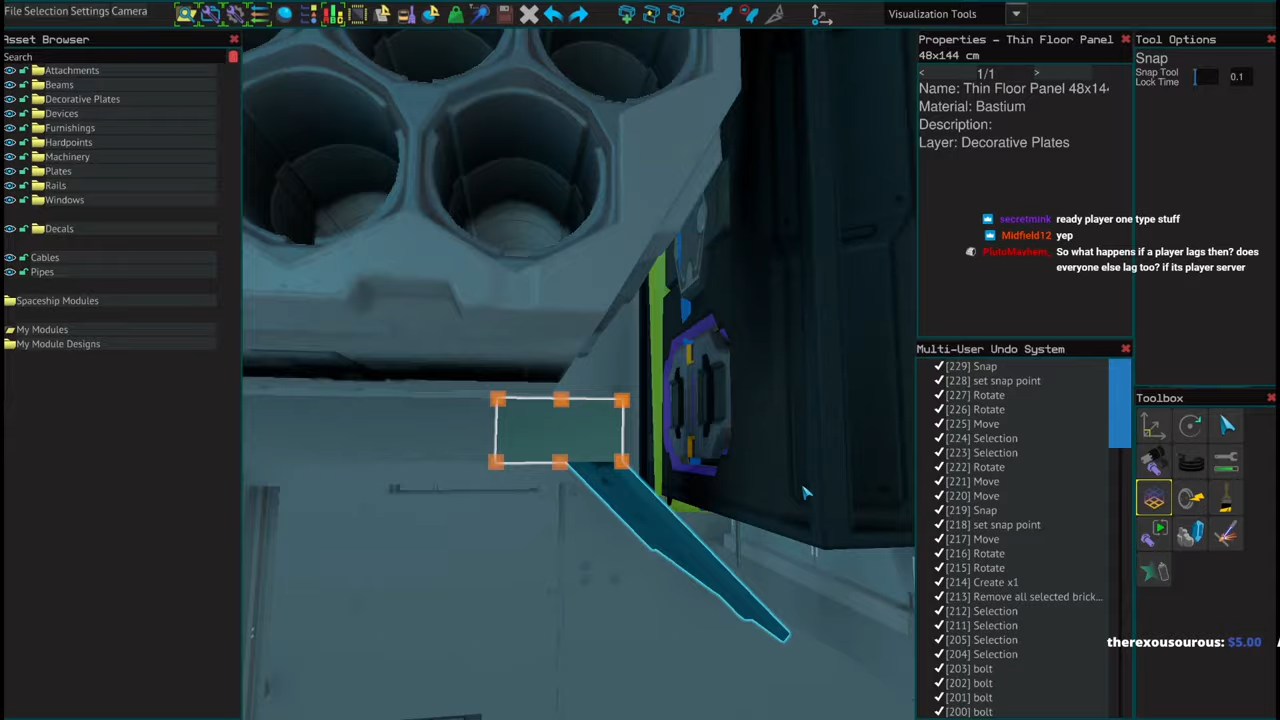 File Selection Settings Camera
Visualization Tools
Asset Browser
Search
Attachments
Beams
Decorative Plates
Devices
Furnishings
Hardpoints
Machinery
Plates
Rails
Windows
Decals
Cables
Pipes
Spaceship Modules
My Modules
My Module Designs
Properties - Thin Floor Panel
48x144 cm
< 1/1 >
Name: Thin Floor Panel 48x14
Material: Bastium
Description:
Layer: Decorative Plates
Tool Options
Snap
Snap Tool
Lock Time
0.1
secretmink ready player one type stuff
Midfield12 yep
PlutoMayhem_ So what happens if a player lags then? does
everyone else lag too? if its player server
Multi-User Undo System
[229] Snap
[228] set snap point
[227] Rotate
[226] Rotate
[225] Move
[224] Selection
[223] Selection
[222] Rotate
[221] Move
[220] Move
[219] Snap
[218] set snap point
[217] Move
[216] Rotate
[215] Rotate
[214] Create x1
[213] Remove all selected brick...
[212] Selection
[211] Selection
[205] Selection
[204] Selection
[203] bolt
[202] bolt
[201] bolt
[200] bolt
Toolbox
therexousourous: $5.00